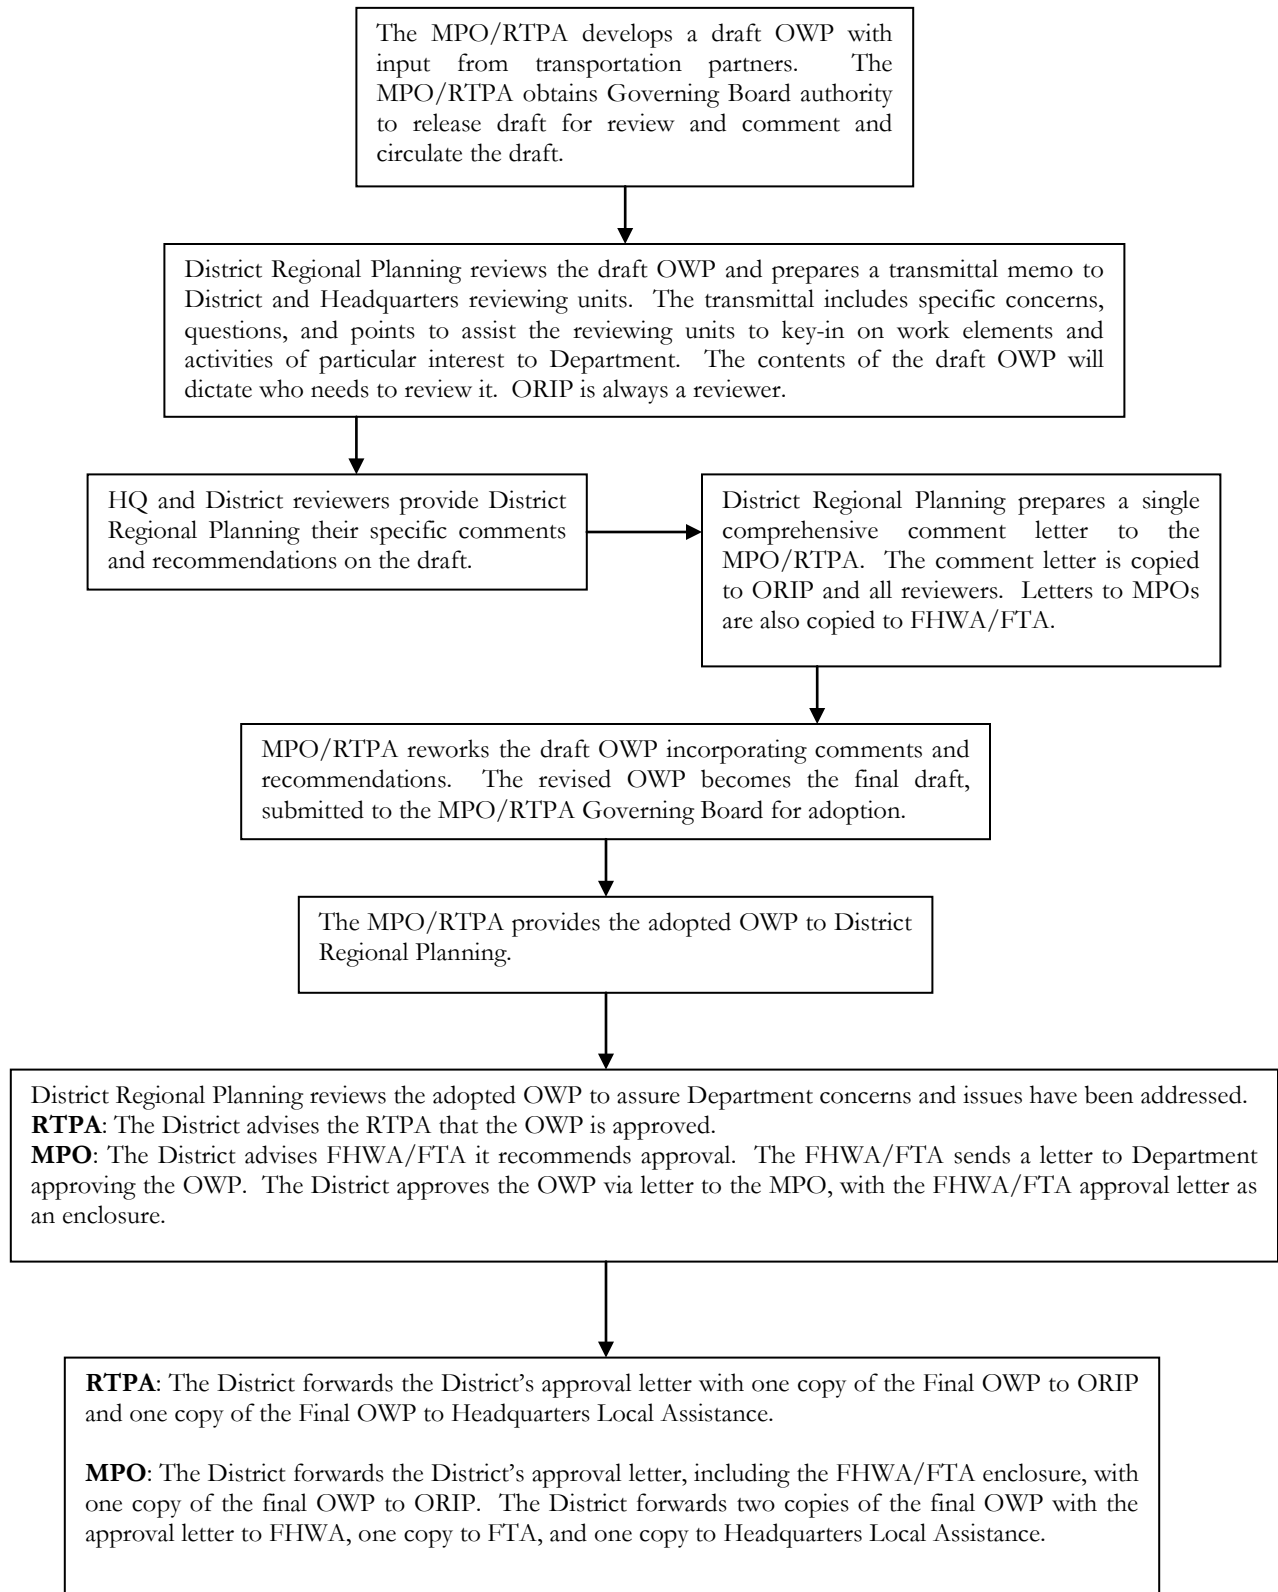 The MPO/RTPA develops a draft OWP with
input from transportation partners. The
MPO/RTPA obtains Governing Board authority
to release draft for review and comment and
circulate the draft.
District Regional Planning reviews the draft OWP and prepares a transmittal memo to
District and Headquarters reviewing units. The transmittal includes specific concerns,
questions, and points to assist the reviewing units to key-in on work elements and
activities of particular interest to Department. The contents of the draft OWP will
dictate who needs to review it. ORIP is always a reviewer.
HQ and District reviewers provide District
Regional Planning their specific comments
and recommendations on the draft.
District Regional Planning prepares a single
comprehensive comment letter to the
MPO/RTPA. The comment letter is copied
to ORIP and all reviewers. Letters to MPOs
are also copied to FHWA/FTA.
MPO/RTPA reworks the draft OWP incorporating comments and
recommendations. The revised OWP becomes the final draft,
submitted to the MPO/RTPA Governing Board for adoption.
The MPO/RTPA provides the adopted OWP to District
Regional Planning.
District Regional Planning reviews the adopted OWP to assure Department concerns and issues have been addressed.
RTPA: The District advises the RTPA that the OWP is approved.
MPO: The District advises FHWA/FTA it recommends approval. The FHWA/FTA sends a letter to Department
approving the OWP. The District approves the OWP via letter to the MPO, with the FHWA/FTA approval letter as
an enclosure.
RTPA: The District forwards the District's approval letter with one copy of the Final OWP to ORIP
and one copy of the Final OWP to Headquarters Local Assistance.
MPO: The District forwards the District's approval letter, including the FHWA/FTA enclosure, with
one copy of the final OWP to ORIP. The District forwards two copies of the final OWP with the
approval letter to FHWA, one copy to FTA, and one copy to Headquarters Local Assistance.